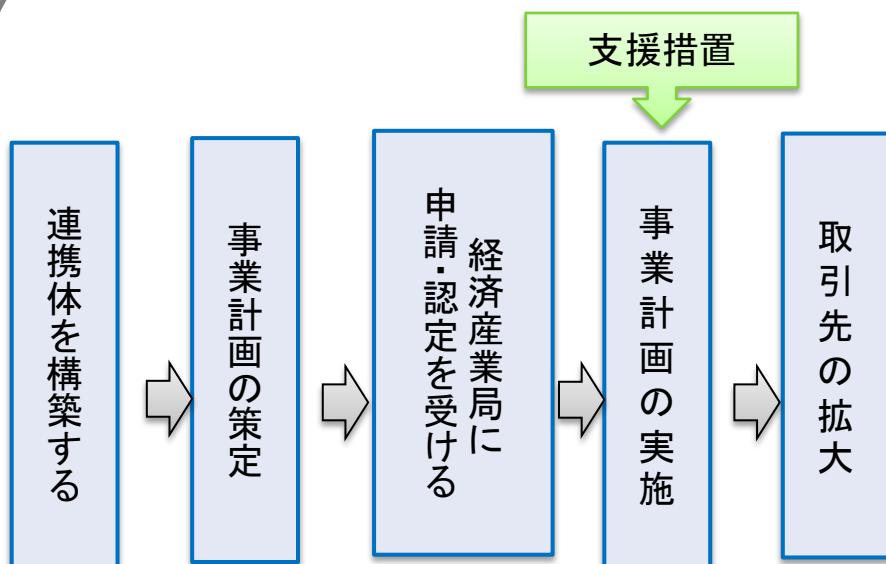 支援措置
連携体を構築する
事業計画の策定
経済産業局に
申請・認定を受ける
事業計画の実施
取引先の拡大